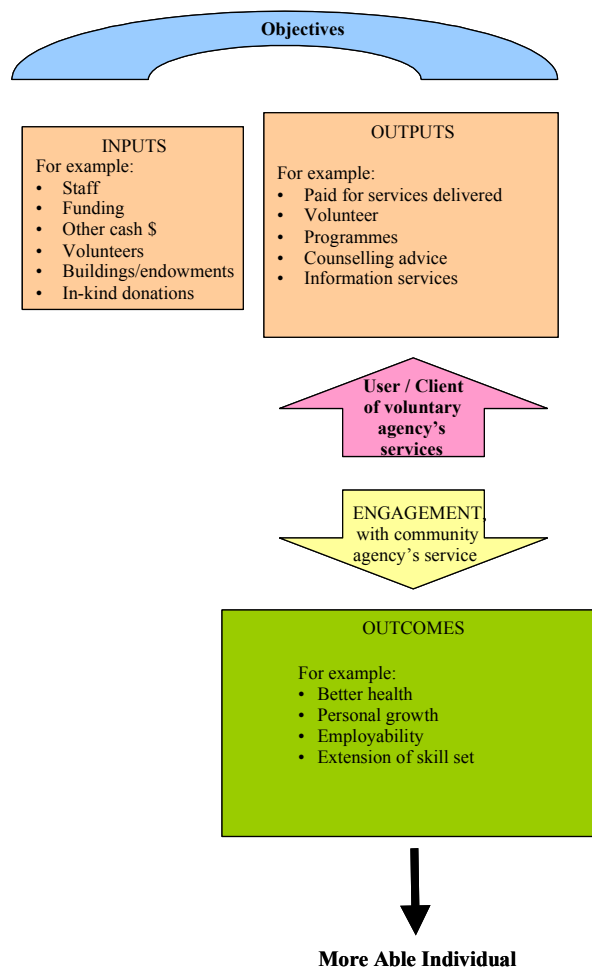 Objectives
INPUTS
For example:
• Staff
• Funding
• Other cash $
• Volunteers
• Buildings/endowments
• In-kind donations
OUTPUTS
For example:
• Paid for services delivered
• Volunteer
• Programmes
• Counselling advice
• Information services
User / Client
of voluntary
agency’s
services
ENGAGEMENT,
with community
agency’s service
OUTCOMES
For example:
• Better health
• Personal growth
• Employability
• Extension of skill set
More Able Individual